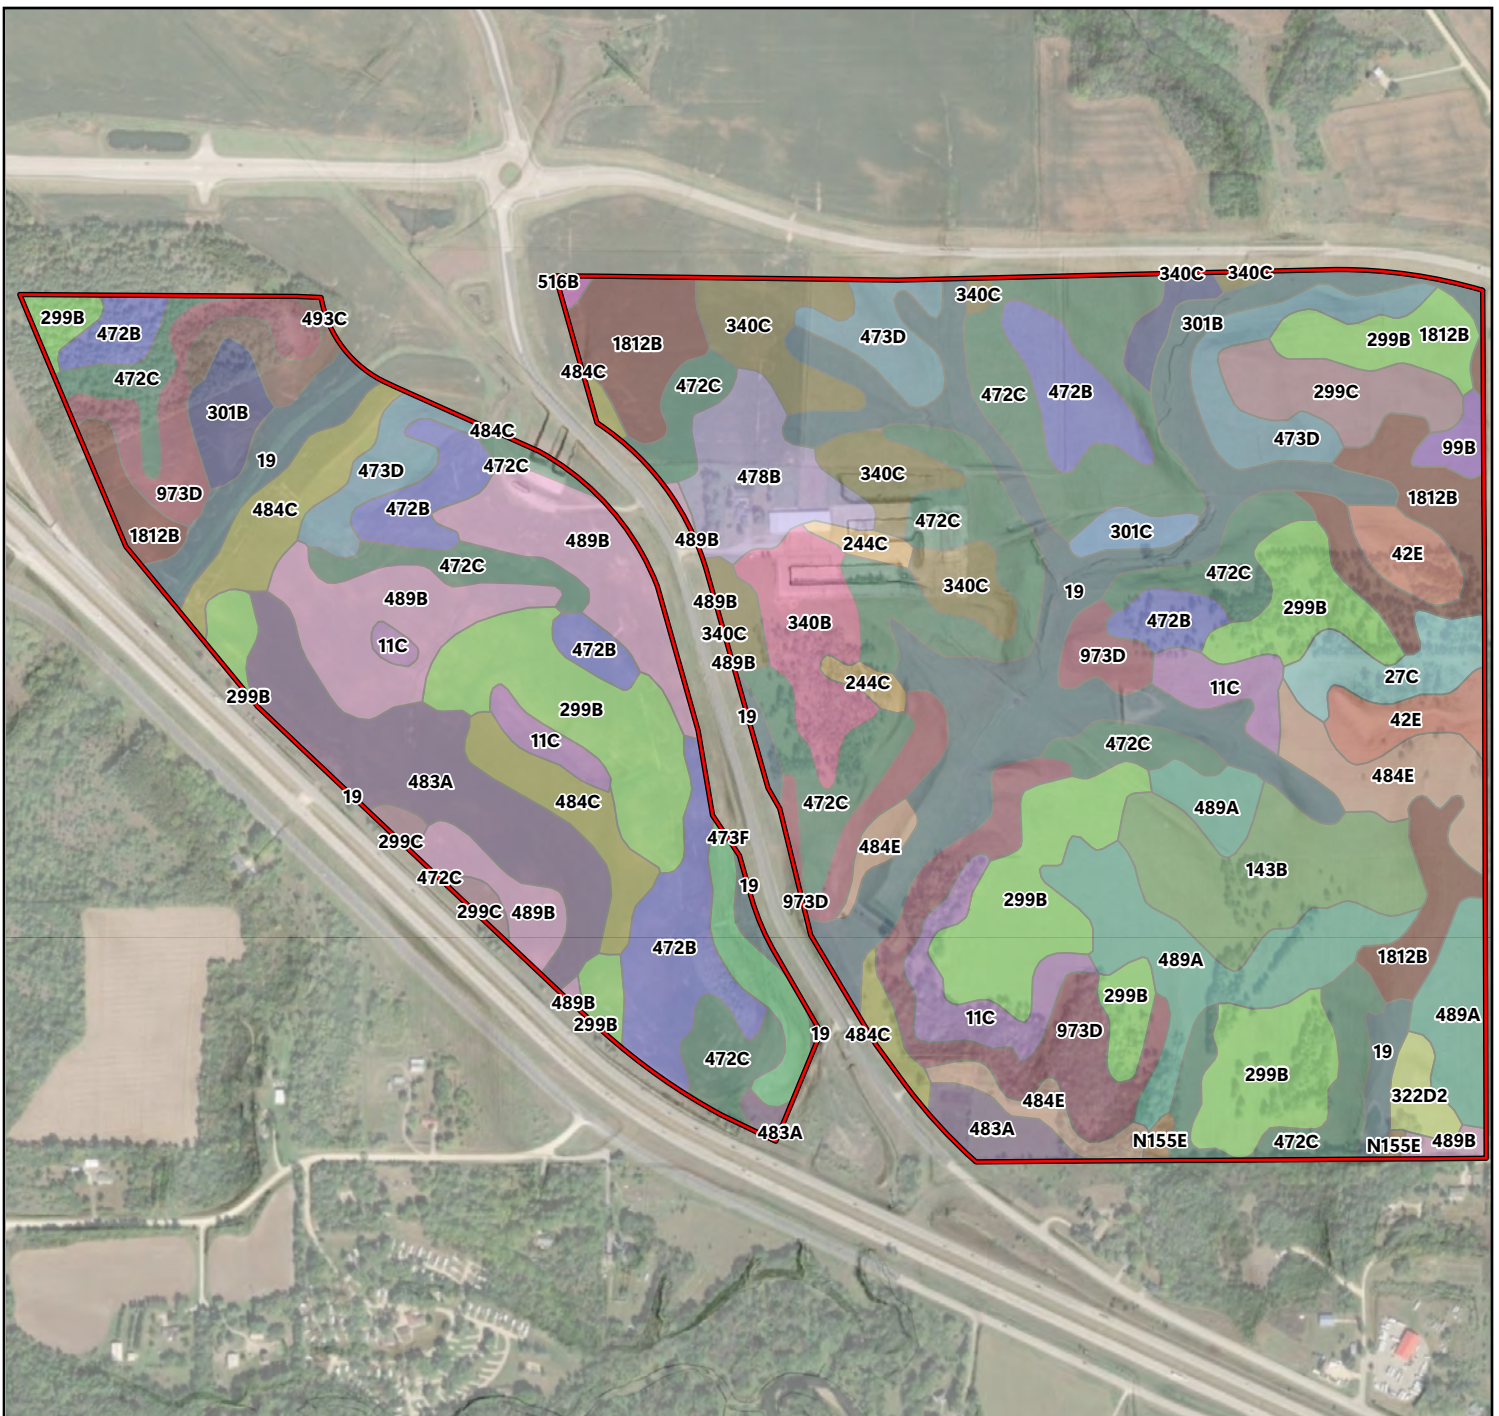 340C
340C
516B
340C
299B
493C
301B
472B
340C
1812B
473D
299B
1812B
484C
1812B
472C
472C
472C
472B
299C
301B
484C
473D
99B
19
472C
473D
478B
340C
973D
1812B
484C
472B
472C
301C
1812B
489B
489B
244C
42E
472C
472C
340C
19
489B
489B
299B
340B
472B
340C
11C
472B
489B
973D
27C
244C
11C
299B
299B
19
42E
11C
472C
483A
484E
19
484C
472C
489A
473F
299C
484E
143B
472C
19
973D
299B
299C
489B
472B
1812B
489A
299B
489B
489A
11C
299B
973D
19
484C
19
472C
299B
322D2
484E
483A
483A
N155E
472C
N155E
489B